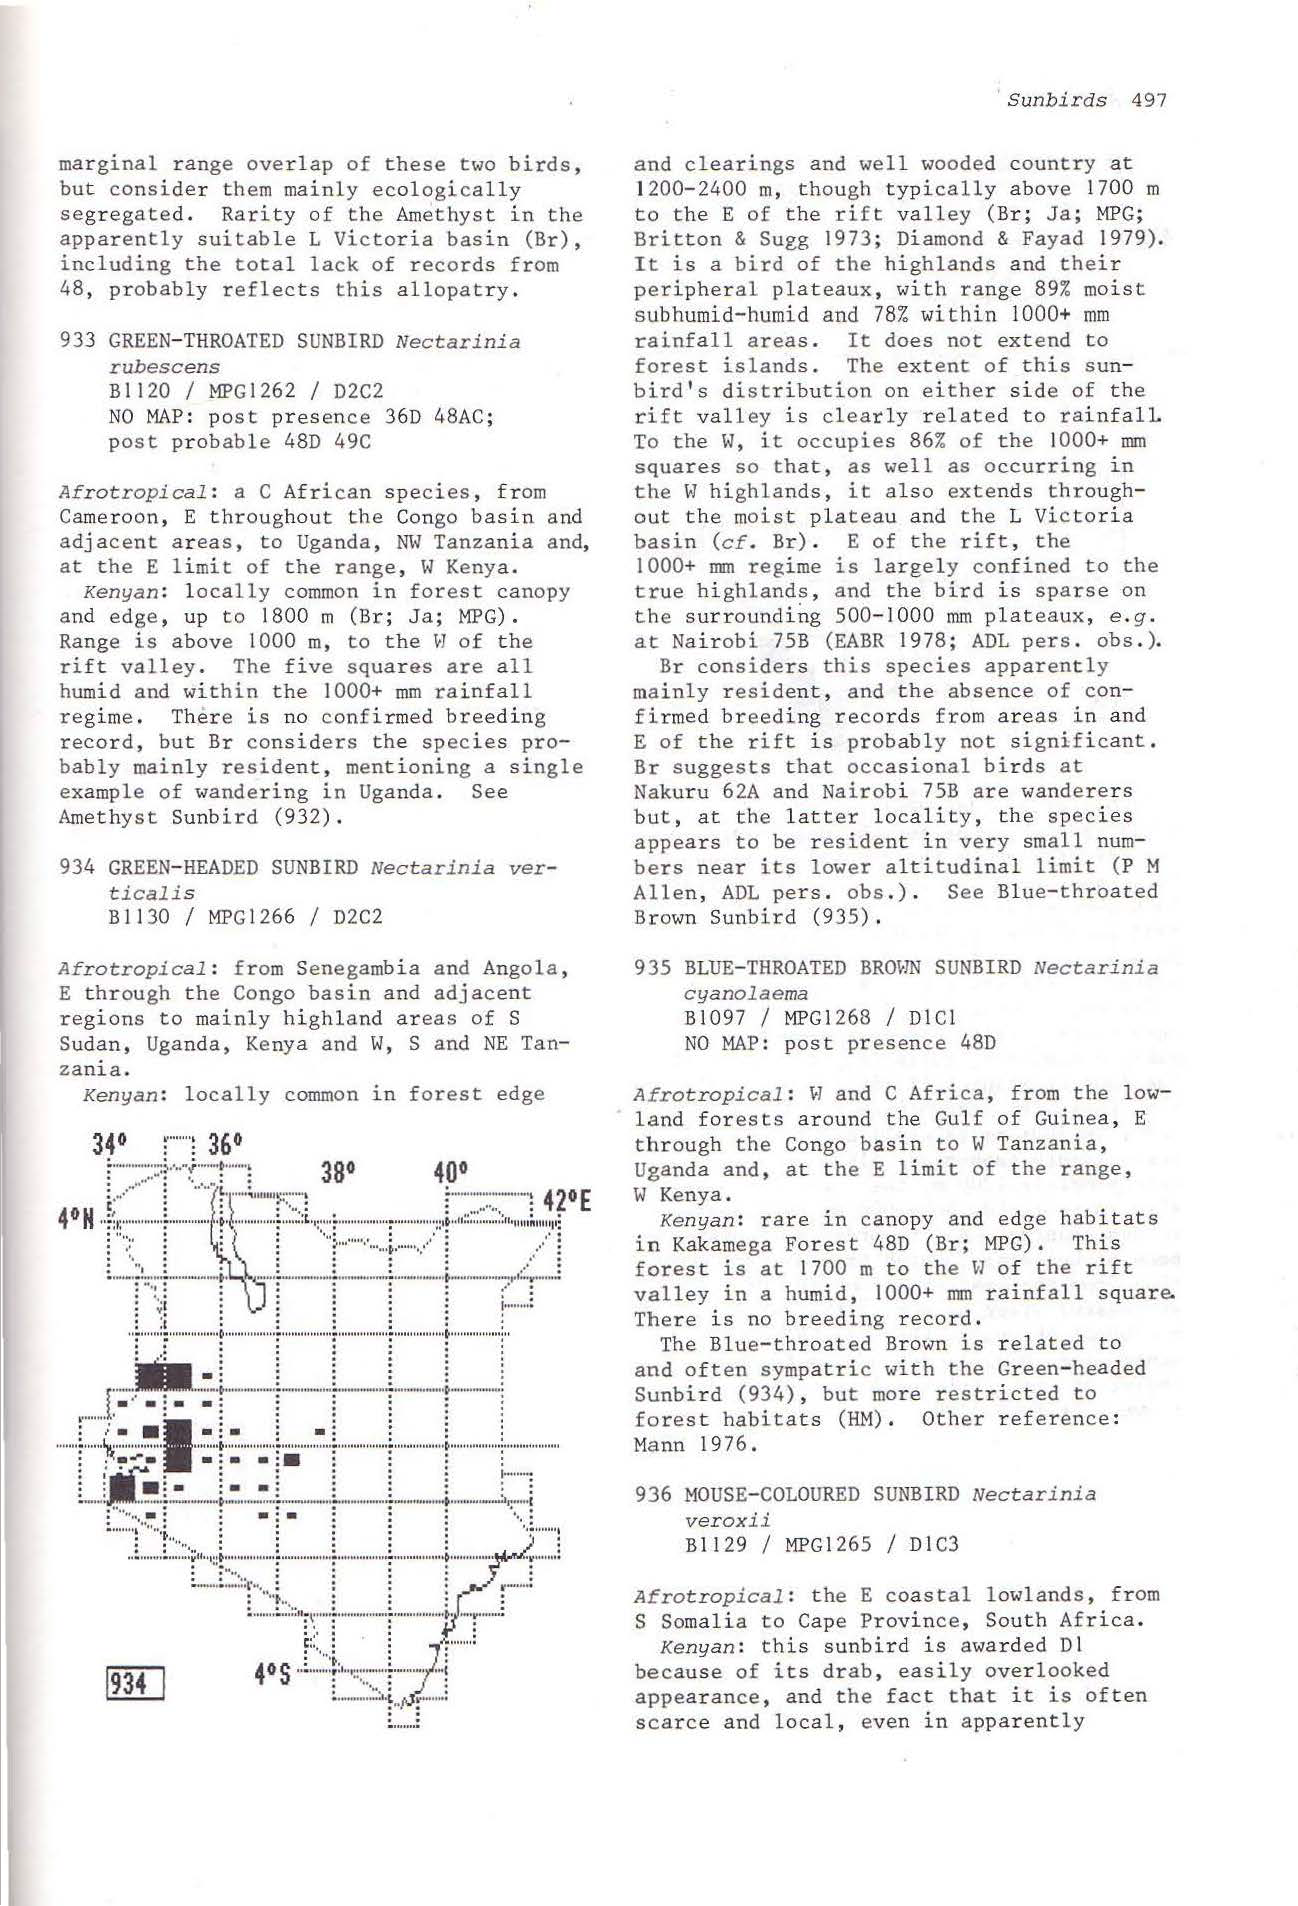 Sunbirds 497
marginal range overlap of these two birds,
but consider them mainly ecologically
segregated. Rarity of the Amethyst in the
apparently suitable L Victoria basin (Br),
including the total lack of records from
48, probably reflects this allopatry.
933 GREEN-THROATED SUNBIRD Nectarinia
rubescens
B1120 / MPG1262 / D2C2
NO MAP: post presence 36D 48AC;
post probable 48D 49C
Afrotropical: a C African species, from
Cameroon, E throughout the Congo basin and
adjacent areas, to Uganda, NW Tanzania and,
at the E limit of the range, W Kenya.
Kenyan: locally common in forest canopy
and edge, up to 1800 m (Br; Ja; MPG).
Range is above 1000 m, to the W of the
rift valley. The five squares are all
humid and within the 1000+ mm rainfall
regime. There is no confirmed breeding
record, but Br considers the species pro-
bably mainly resident, mentioning a single
example of wandering in Uganda. See
Amethyst Sunbird (932).
934 GREEN-HEADED SUNBIRD Nectarinia ver-
ticalis
B1130 / MPG1266 / D2C2
Afrotropical: from Senegambia and Angola,
E through the Congo basin and adjacent
regions to mainly highland areas of S
Sudan, Uganda, Kenya and W, S and NE Tan-
zania.
Kenyan: locally common in forest edge
34° 36°
38° 40°
42°E
4°N
4°S
934
and clearings and well wooded country at
1200-2400 m, though typically above 1700 m
to the E of the rift valley (Br; Ja; MPG;
Britton & Sugg 1973; Diamond & Fayad 1979).
It is a bird of the highlands and their
peripheral plateaux, with range 89% moist
subhumid-humid and 78% within 1000+ mm
rainfall areas. It does not extend to
forest islands. The extent of this sun-
bird's distribution on either side of the
rift valley is clearly related to rainfall.
To the W, it occupies 86% of the 1000+ mm
squares so that, as well as occurring in
the W highlands, it also extends through-
out the moist plateau and the L Victoria
basin (cf. Br). E of the rift, the
1000+ mm regime is largely confined to the
true highlands, and the bird is sparse on
the surrounding 500-1000 mm plateaux, e.g.
at Nairobi 75B (EABR 1978; ADL pers. obs.).
Br considers this species apparently
mainly resident, and the absence of con-
firmed breeding records from areas in and
E of the rift is probably not significant.
Br suggests that occasional birds at
Nakuru 62A and Nairobi 75B are wanderers
but, at the latter locality, the species
appears to be resident in very small num-
bers near its lower altitudinal limit (P M
Allen, ADL pers. obs.). See Blue-throated
Brown Sunbird (935).
935 BLUE-THROATED BROWN SUNBIRD Nectarinia
cyanolaema
B1097 / MPG1268 / D1C1
NO MAP: post presence 48D
Afrotropical: W and C Africa, from the low-
land forests around the Gulf of Guinea, E
through the Congo basin to W Tanzania,
Uganda and, at the E limit of the range,
W Kenya.
Kenyan: rare in canopy and edge habitats
in Kakamega Forest 48D (Br; MPG). This
forest is at 1700 m to the W of the rift
valley in a humid, 1000+ mm rainfall square.
There is no breeding record.
The Blue-throated Brown is related to
and often sympatric with the Green-headed
Sunbird (934), but more restricted to
forest habitats (HM). Other reference:
Mann 1976.
936 MOUSE-COLOURED SUNBIRD Nectarinia
veroxii
B1129 / MPG1265 / D1C3
Afrotropical: the E coastal lowlands, from
S Somalia to Cape Province, South Africa.
Kenyan: this sunbird is awarded D1
because of its drab, easily overlooked
appearance, and the fact that it is often
scarce and local, even in apparently